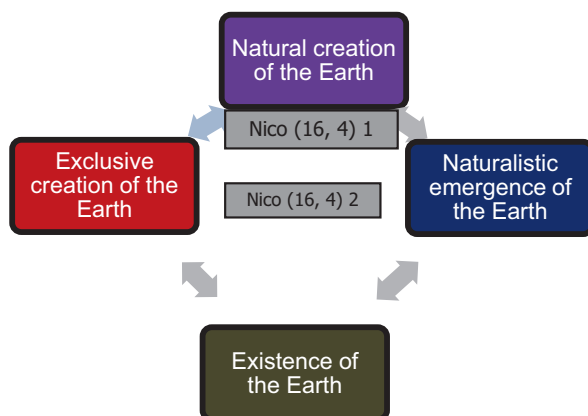 Natural creation
of the Earth
Nico (16, 4) 1
Exclusive
creation of the
Earth
Naturalistic
emergence of
the Earth
Nico (16, 4) 2
Existence of
the Earth